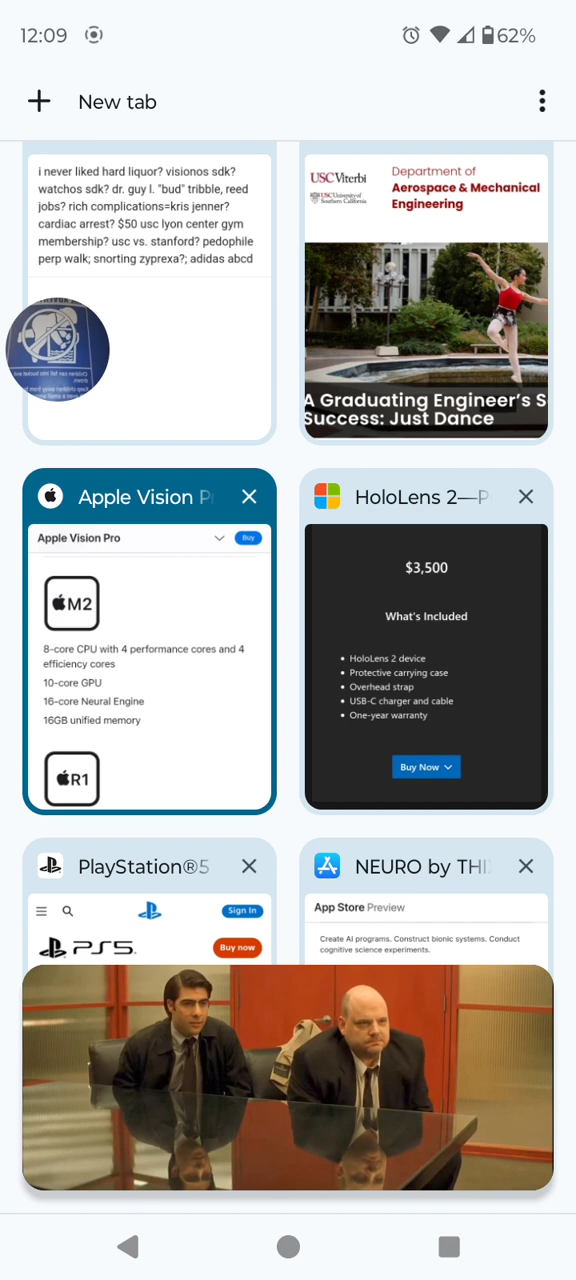 12:09
62%
New tab
i never liked hard liquor? visionos sdk?
watchos sdk? dr. guy l. "bud" tribble, reed
jobs? rich complications=kris jenner?
cardiac arrest? $50 usc lyon center gym
membership? usc vs. stanford? pedophile
perp walk; snorting zyprexa?; adidas abcd
USC Viterbi
USC University of
Southern California
Department of
Aerospace & Mechanical
Engineering
A Graduating Engineer's S
Success: Just Dance
Apple Vision P
Apple Vision Pro
Buy
M2
8-core CPU with 4 performance cores and 4
efficiency cores
10-core GPU
16-core Neural Engine
16GB unified memory
R1
HoloLens 2—P
$3,500
What's Included
• HoloLens 2 device
• Protective carrying case
• Overhead strap
• USB-C charger and cable
• One-year warranty
Buy Now
PlayStation®5
Sign In
PS5
Buy now
NEURO by THI
App Store Preview
Create AI programs. Construct bionic systems. Conduct
cognitive science experiments.